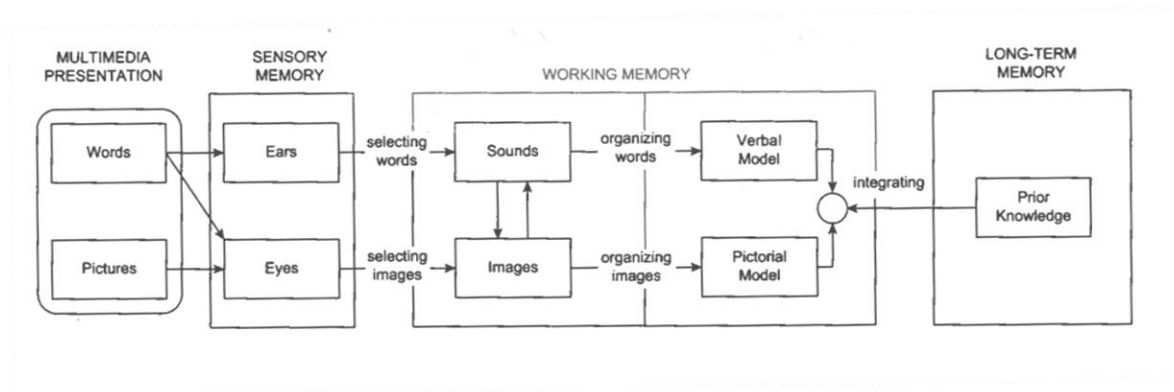 MULTIMEDIA
PRESENTATION
SENSORY
MEMORY
WORKING MEMORY
LONG-TERM
MEMORY
Words
Ears
selecting
words
Sounds
organizing
words
Verbal
Model
integrating
Prior
Knowledge
Pictures
Eyes
selecting
images
Images
organizing
images
Pictorial
Model